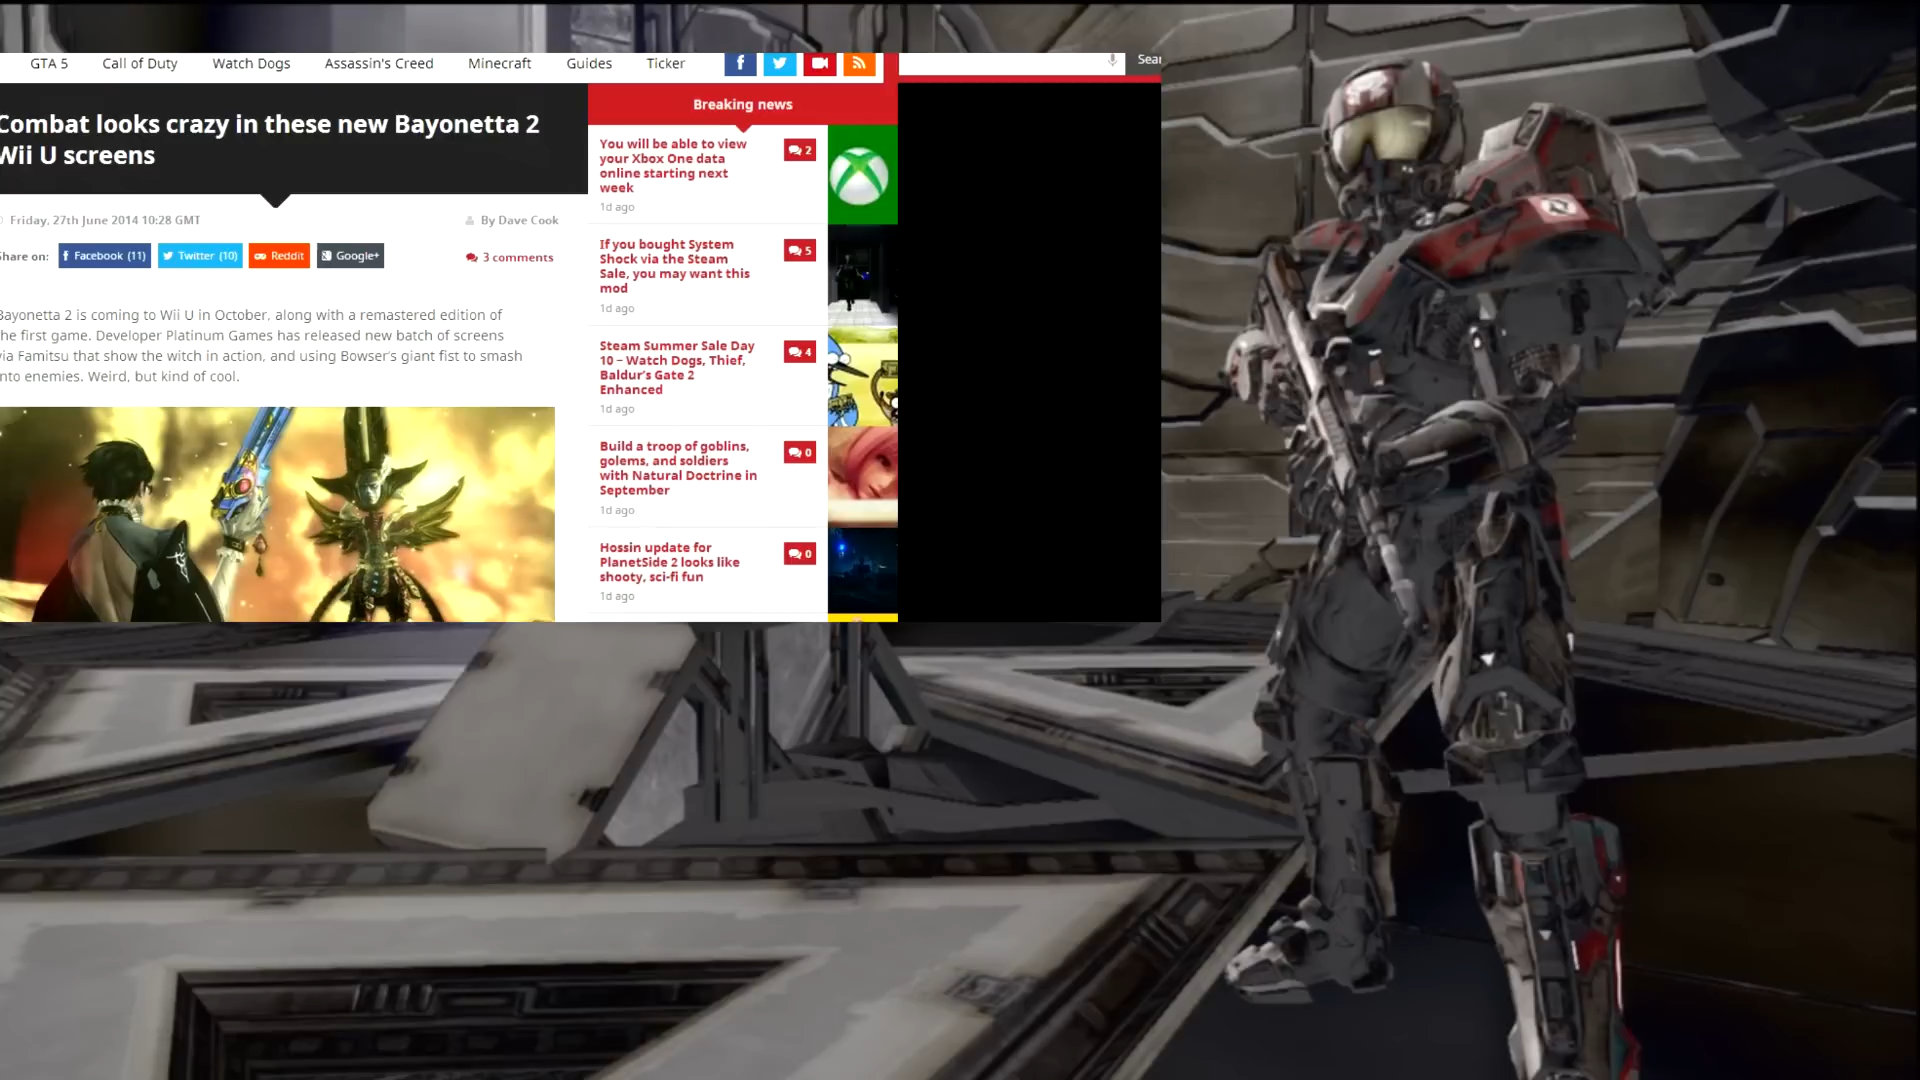 GTA 5 Call of Duty Watch Dogs Assassin's Creed Minecraft Guides Ticker
Sear
Combat looks crazy in these new Bayonetta 2
Wii U screens
Friday, 27th June 2014 10:28 GMT
By Dave Cook
Share on: Facebook (11) Twitter (10) Reddit Google+
3 comments
Bayonetta 2 is coming to Wii U in October, along with a remastered edition of
the first game. Developer Platinum Games has released new batch of screens
via Famitsu that show the witch in action, and using Bowser's giant fist to smash
into enemies. Weird, but kind of cool.
Breaking news
You will be able to view
your Xbox One data
online starting next
week
2
1d ago
If you bought System
Shock via the Steam
Sale, you may want this
mod
5
1d ago
Steam Summer Sale Day
10 – Watch Dogs, Thief,
Baldur's Gate 2
Enhanced
4
1d ago
Build a troop of goblins,
golems, and soldiers
with Natural Doctrine in
September
0
1d ago
Hossin update for
PlanetSide 2 looks like
shooty, sci-fi fun
0
1d ago